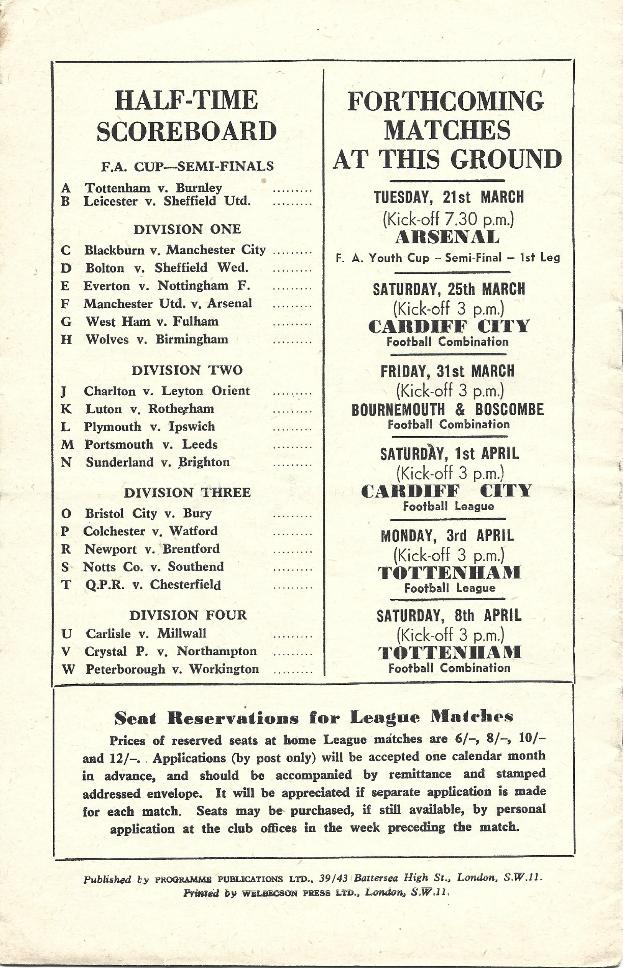 HALF-TIME
SCOREBOARD
F.A. CUP—SEMI-FINALS
A Tottenham v. Burnley .........
B Leicester v. Sheffield Utd. .........
DIVISION ONE
C Blackburn v. Manchester City .........
D Bolton v. Sheffield Wed. .........
E Everton v. Nottingham F. .........
F Manchester Utd. v. Arsenal .........
G West Ham v. Fulham .........
H Wolves v. Birmingham .........
DIVISION TWO
J Charlton v. Leyton Orient .........
K Luton v. Rotherham .........
L Plymouth v. Ipswich .........
M Portsmouth v. Leeds .........
N Sunderland v. Brighton .........
DIVISION THREE
O Bristol City v. Bury .........
P Colchester v. Watford .........
R Newport v. Brentford .........
S Notts Co. v. Southend .........
T Q.P.R. v. Chesterfield .........
DIVISION FOUR
U Carlisle v. Millwall .........
V Crystal P. v. Northampton .........
W Peterborough v. Workington .........
FORTHCOMING
MATCHES
AT THIS GROUND
TUESDAY, 21st MARCH
(Kick-off 7.30 p.m.)
ARSENAL
F. A. Youth Cup – Semi-Final – 1st Leg
SATURDAY, 25th MARCH
(Kick-off 3 p.m.)
CARDIFF CITY
Football Combination
FRIDAY, 31st MARCH
(Kick-off 3 p.m.)
BOURNEMOUTH & BOSCOMBE
Football Combination
SATURDAY, 1st APRIL
(Kick-off 3 p.m.)
CARDIFF CITY
Football League
MONDAY, 3rd APRIL
(Kick-off 3 p.m.)
TOTTENHAM
Football League
SATURDAY, 8th APRIL
(Kick-off 3 p.m.)
TOTTENHAM
Football Combination
Seat Reservations for League Matches
Prices of reserved seats at home League matches are 6/–, 8/–, 10/–
and 12/–. Applications (by post only) will be accepted one calendar month
in advance, and should be accompanied by remittance and stamped
addressed envelope. It will be appreciated if separate application is made
for each match. Seats may be purchased, if still available, by personal
application at the club offices in the week preceding the match.
Published by PROGRAMME PUBLICATIONS LTD., 39/43 Battersea High St., London, S.W.11.
Printed by WELBECSON PRESS LTD., London, S.W.11.